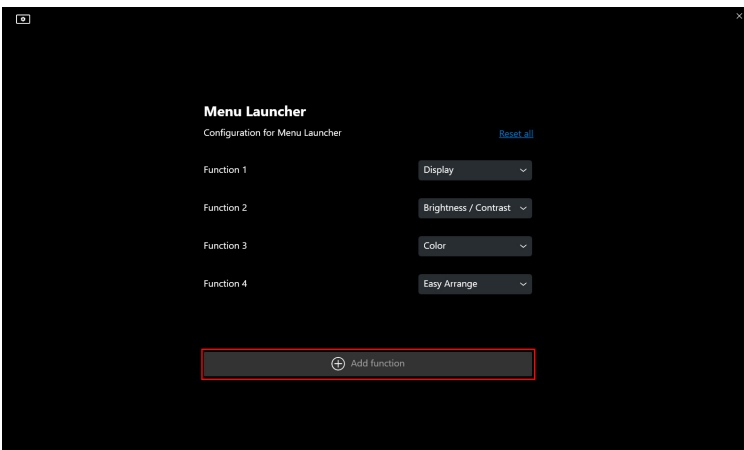 Menu Launcher
Configuration for Menu Launcher Reset all
Function 1 Display
Function 2 Brightness / Contrast
Function 3 Color
Function 4 Easy Arrange
Add function